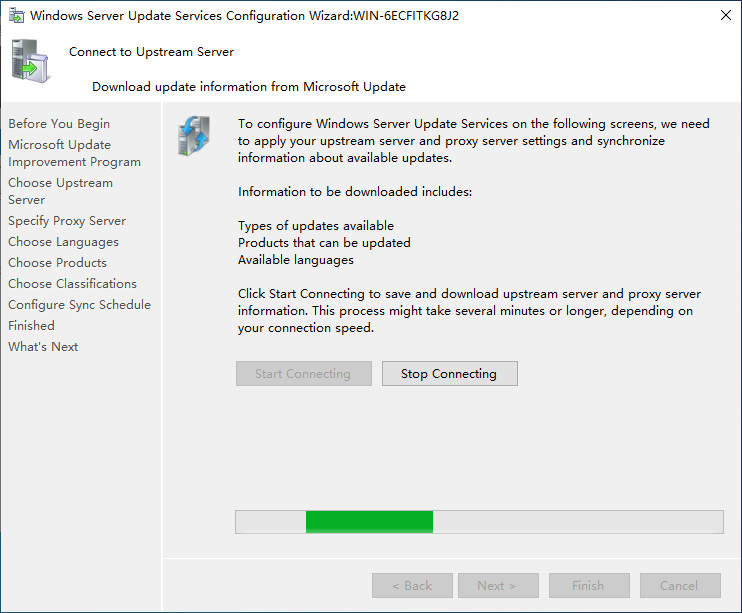 Windows Server Update Services Configuration Wizard:WIN-6ECFITKG8J2
Connect to Upstream Server
Download update information from Microsoft Update
Before You Begin
Microsoft Update
Improvement Program
Choose Upstream
Server
Specify Proxy Server
Choose Languages
Choose Products
Choose Classifications
Configure Sync Schedule
Finished
What's Next
To configure Windows Server Update Services on the following screens, we need
to apply your upstream server and proxy server settings and synchronize
information about available updates.
Information to be downloaded includes:
Types of updates available
Products that can be updated
Available languages
Click Start Connecting to save and download upstream server and proxy server
information. This process might take several minutes or longer, depending on
your connection speed.
Start Connecting
Stop Connecting
< Back
Next >
Finish
Cancel